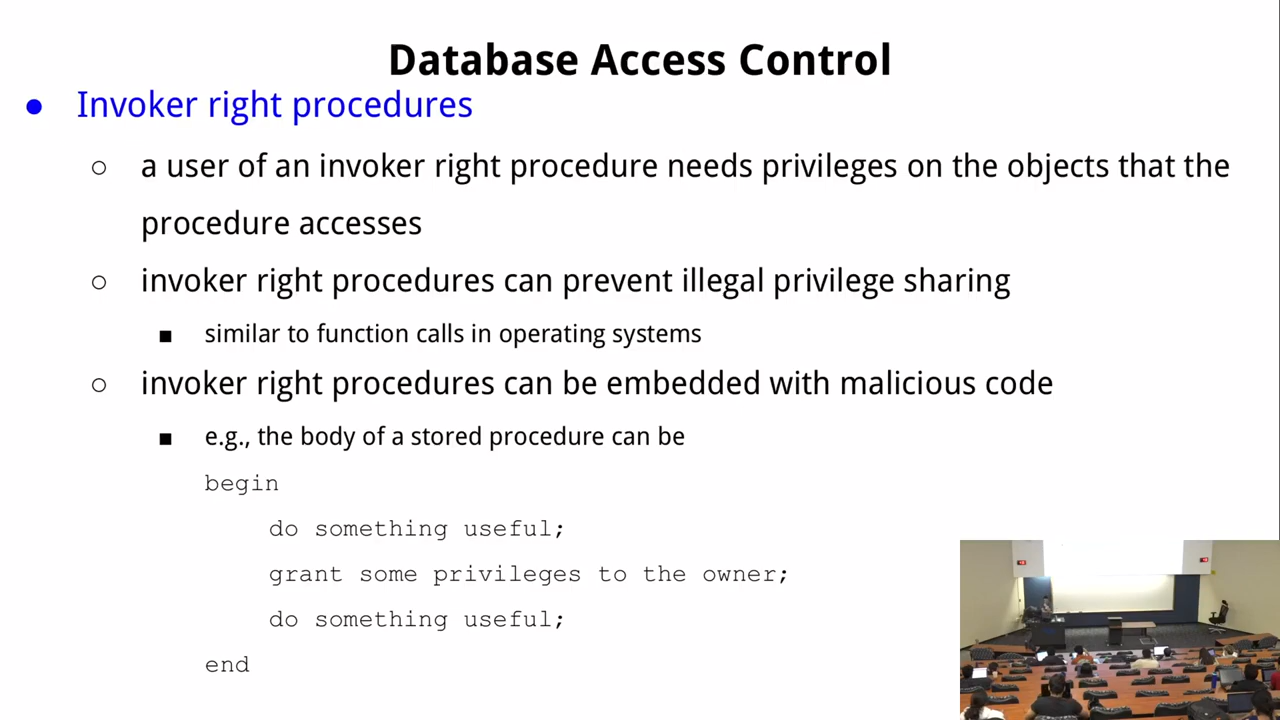 Database Access Control
● Invoker right procedures
○ a user of an invoker right procedure needs privileges on the objects that the
procedure accesses
○ invoker right procedures can prevent illegal privilege sharing
■ similar to function calls in operating systems
○ invoker right procedures can be embedded with malicious code
■ e.g., the body of a stored procedure can be
begin
do something useful;
grant some privileges to the owner;
do something useful;
end